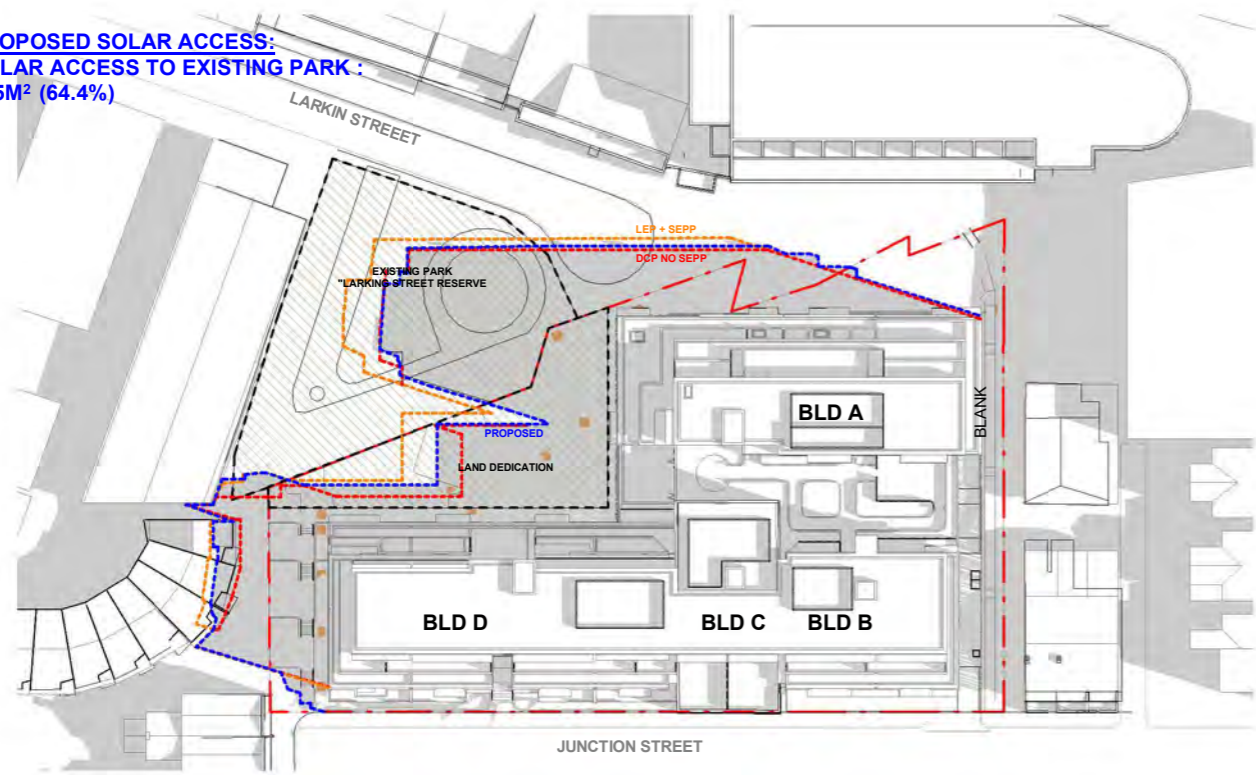 OPOSED SOLAR ACCESS:
LAR ACCESS TO EXISTING PARK :
5M² (64.4%)
LARKIN STREEET
LEP + SEPP
DCP NO SEPP
EXISTING PARK
"LARKING STREET RESERVE
PROPOSED
LAND DEDICATION
BLD A
BLANK
BLD D
BLD C
BLD B
JUNCTION STREET